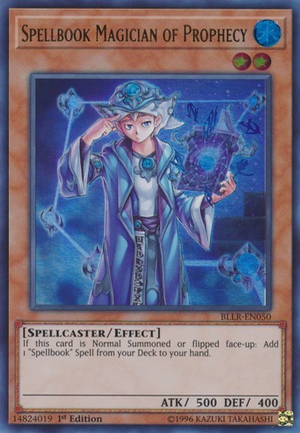 SPELLBOOK MAGICIAN OF PROPHECY
BLLR-EN050
[SPELLCASTER/EFFECT]
If this card is Normal Summoned or flipped face-up: Add
1 "Spellbook" Spell from your Deck to your hand.
ATK/ 500 DEF/ 400
14824019 1st Edition ©1996 KAZUKI TAKAHASHI